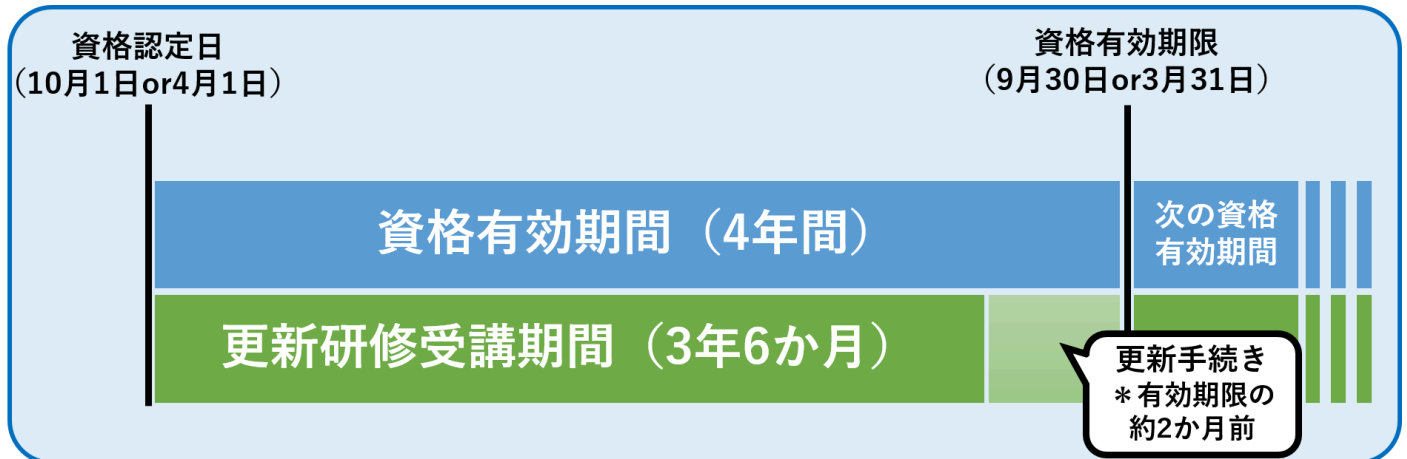 資格認定日
（10月1日or4月1日）
資格有効期限
（9月30日or3月31日）
資格有効期間（4年間）
次の資格
有効期間
更新研修受講期間（3年6か月）
更新手続き
＊有効期限の
約2か月前